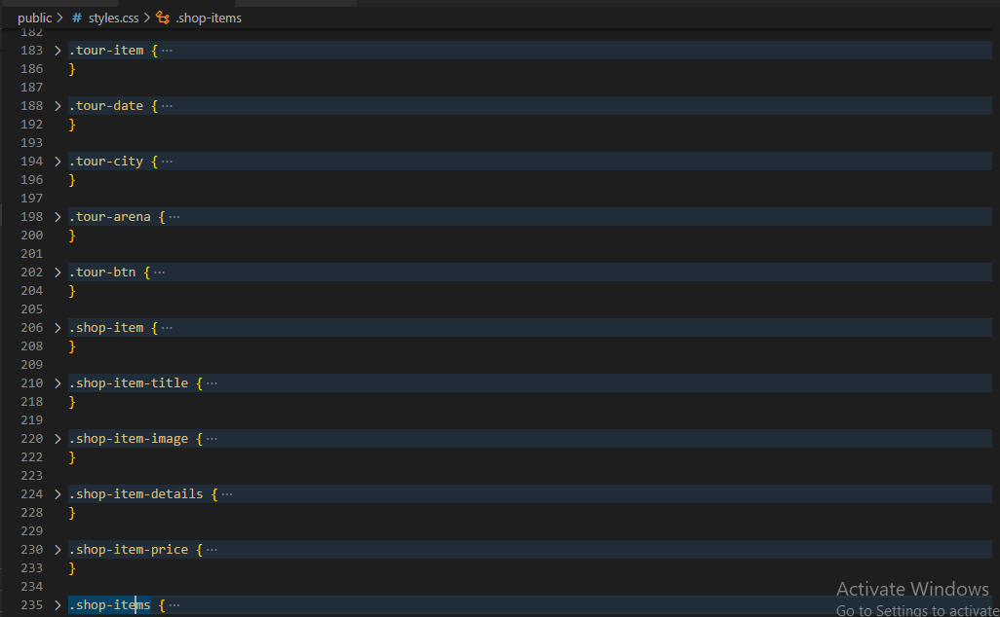 public > # styles.css > .shop-items
182
183 > .tour-item { ···
186 }
187
188 > .tour-date { ···
192 }
193
194 > .tour-city { ···
196 }
197
198 > .tour-arena { ···
200 }
201
202 > .tour-btn { ···
204 }
205
206 > .shop-item { ···
208 }
209
210 > .shop-item-title { ···
218 }
219
220 > .shop-item-image { ···
222 }
223
224 > .shop-item-details { ···
228 }
229
230 > .shop-item-price { ···
233 }
234
235 > .shop-items { ···
Activate Windows
Go to Settings to activate